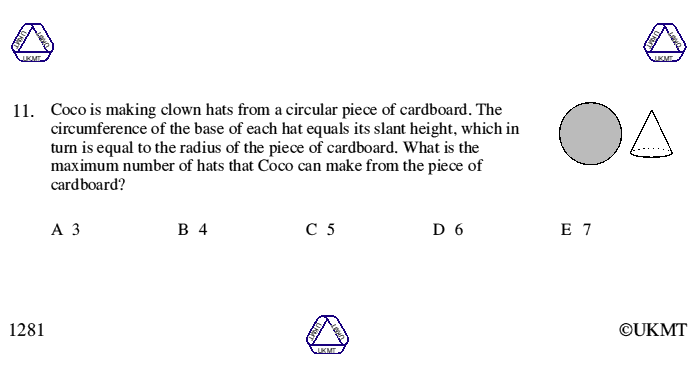 UKMT UKMT UKMT
UKMT UKMT UKMT
11. Coco is making clown hats from a circular piece of cardboard. The
circumference of the base of each hat equals its slant height, which in
turn is equal to the radius of the piece of cardboard. What is the
maximum number of hats that Coco can make from the piece of
cardboard?
A 3 B 4 C 5 D 6 E 7
1281
UKMT UKMT UKMT
©UKMT